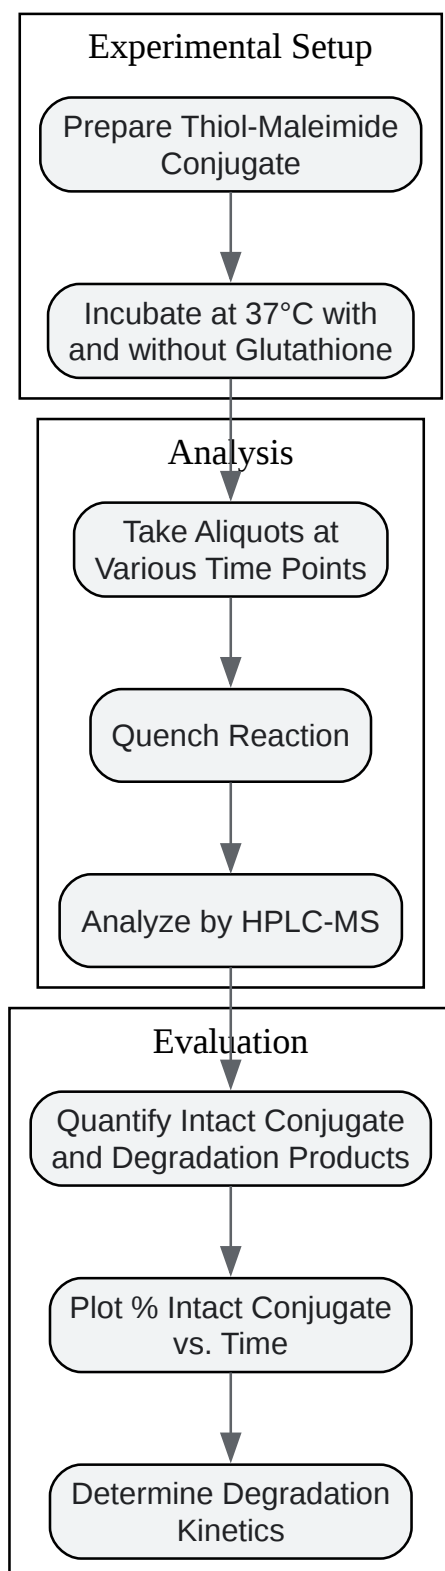 Experimental Setup
Prepare Thiol-Maleimide
Conjugate
Incubate at 37°C with
and without Glutathione
Analysis
Take Aliquots at
Various Time Points
Quench Reaction
Analyze by HPLC-MS
Evaluation
Quantify Intact Conjugate
and Degradation Products
Plot % Intact Conjugate
vs. Time
Determine Degradation
Kinetics